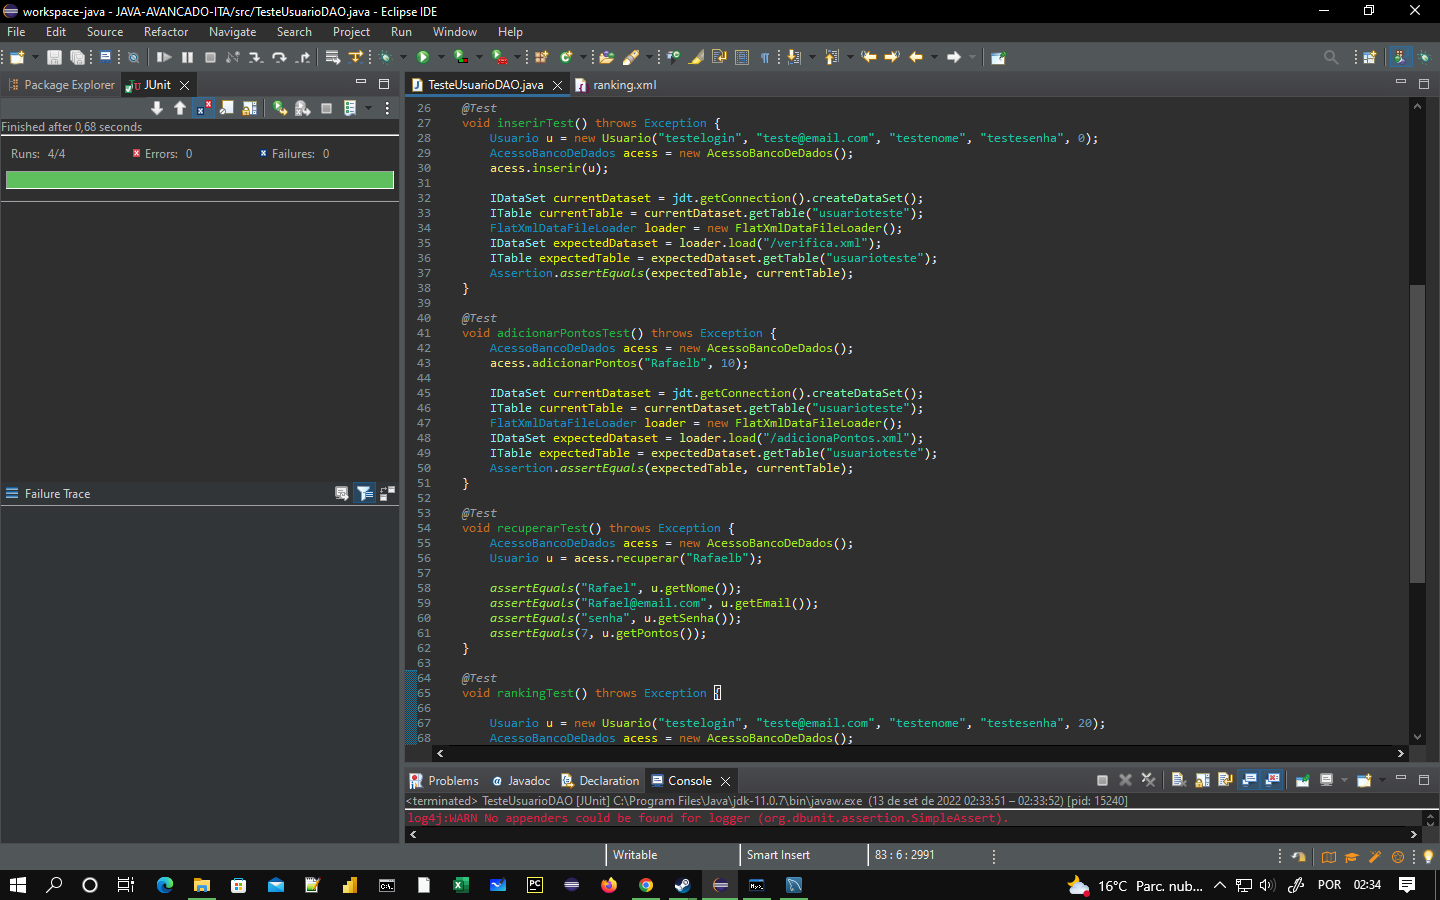 workspace-java - JAVA-AVANCADO-ITA/src/TesteUsuarioDAO.java - Eclipse IDE
File Edit Source Refactor Navigate Search Project Run Window Help
Package Explorer JUnit
Finished after 0,68 seconds
Runs: 4/4 Errors: 0 Failures: 0
Failure Trace
TesteUsuarioDAO.java ranking.xml
26 @Test
27 void inserirTest() throws Exception {
28 Usuario u = new Usuario("testelogin", "teste@email.com", "testenome", "testesenha", 0);
29 AcessoBancoDeDados acess = new AcessoBancoDeDados();
30 acess.inserir(u);
31
32 IDataSet currentDataset = jdt.getConnection().createDataSet();
33 ITable currentTable = currentDataset.getTable("usuarioteste");
34 FlatXmlDataFileLoader loader = new FlatXmlDataFileLoader();
35 IDataSet expectedDataset = loader.load("/verifica.xml");
36 ITable expectedTable = expectedDataset.getTable("usuarioteste");
37 Assertion.assertEquals(expectedTable, currentTable);
38 }
39
40 @Test
41 void adicionarPontosTest() throws Exception {
42 AcessoBancoDeDados acess = new AcessoBancoDeDados();
43 acess.adicionarPontos("Rafaelb", 10);
44
45 IDataSet currentDataset = jdt.getConnection().createDataSet();
46 ITable currentTable = currentDataset.getTable("usuarioteste");
47 FlatXmlDataFileLoader loader = new FlatXmlDataFileLoader();
48 IDataSet expectedDataset = loader.load("/adicionaPontos.xml");
49 ITable expectedTable = expectedDataset.getTable("usuarioteste");
50 Assertion.assertEquals(expectedTable, currentTable);
51 }
52
53 @Test
54 void recuperarTest() throws Exception {
55 AcessoBancoDeDados acess = new AcessoBancoDeDados();
56 Usuario u = acess.recuperar("Rafaelb");
57
58 assertEquals("Rafael", u.getNome());
59 assertEquals("Rafael@email.com", u.getEmail());
60 assertEquals("senha", u.getSenha());
61 assertEquals(7, u.getPontos());
62 }
63
64 @Test
65 void rankingTest() throws Exception {
66
67 Usuario u = new Usuario("testelogin", "teste@email.com", "testenome", "testesenha", 20);
68 AcessoBancoDeDados acess = new AcessoBancoDeDados();
Problems Javadoc Declaration Console
<terminated> TesteUsuarioDAO [JUnit] C:\Program Files\Java\jdk-11.0.7\bin\javaw.exe (13 de set de 2022 02:33:51 – 02:33:52) [pid: 15240]
log4j:WARN No appenders could be found for logger (org.dbunit.assertion.SimpleAssert).
Writable Smart Insert 83 : 6 : 2991
16°C Parc. nub... POR 02:34